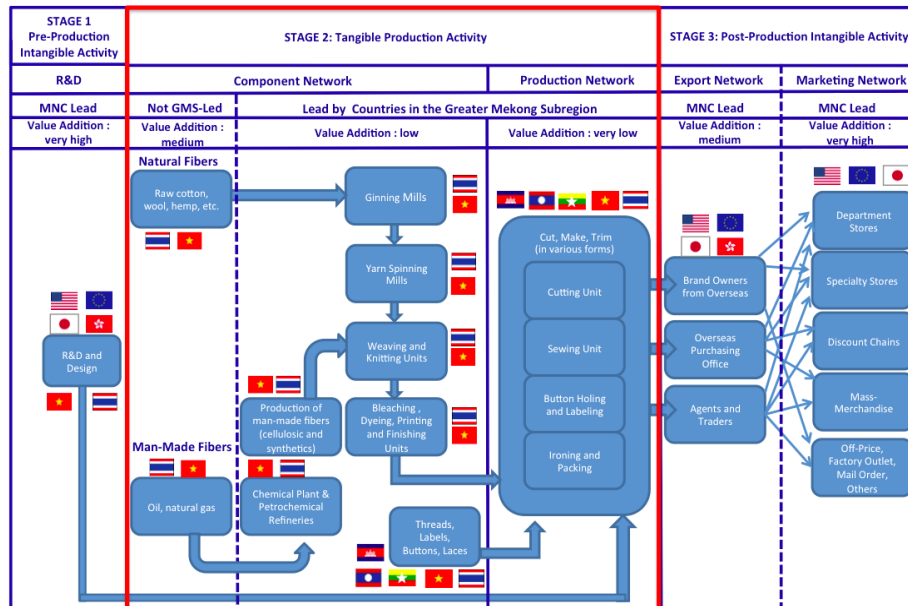 STAGE 1
Pre-Production
Intangible Activity
STAGE 2: Tangible Production Activity
STAGE 3: Post-Production Intangible Activity
R&D
Component Network
Production Network
Export Network
Marketing Network
MNC Lead
Not GMS-Led
Lead by Countries in the Greater Mekong Subregion
MNC Lead
MNC Lead
Value Addition :
very high
Value Addition :
medium
Value Addition : low
Value Addition : very low
Value Addition :
medium
Value Addition :
very high
Natural Fibers
Raw cotton,
wool, hemp, etc.
Ginning Mills
Yarn Spinning
Mills
Weaving and
Knitting Units
Bleaching ,
Dyeing, Printing
and Finishing
Units
R&D and
Design
Production of
man-made fibers
(cellulosic and
synthetics)
Man-Made Fibers
Oil, natural gas
Chemical Plant &
Petrochemical
Refineries
Threads,
Labels,
Buttons, Laces
Cut, Make, Trim
(in various forms)
Cutting Unit
Sewing Unit
Button Holing
and Labeling
Ironing and
Packing
Brand Owners
from Overseas
Overseas
Purchasing
Office
Agents and
Traders
Department
Stores
Specialty Stores
Discount Chains
Mass-
Merchandise
Off-Price,
Factory Outlet,
Mail Order,
Others